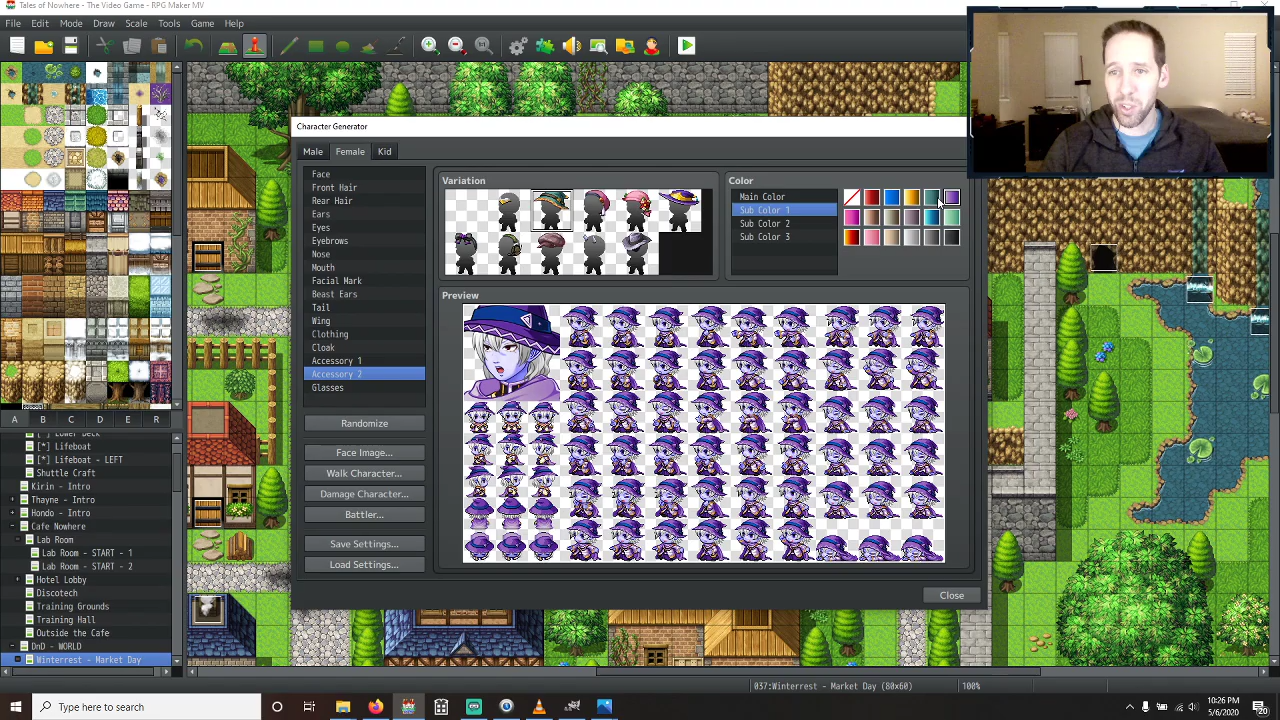 Tales of Nowhere - The Video Game - RPG Maker MV
File Edit Mode Draw Scale Tools Game Help
Character Generator
Male Female Kid
Face
Front Hair
Rear Hair
Ears
Eyes
Eyebrows
Nose
Mouth
Facial Mark
Beast Ears
Tail
Wing
Clothing
Cloak
Accessory 1
Accessory 2
Glasses
Randomize
Face Image...
Walk Character...
Damage Character...
Battler...
Save Settings...
Load Settings...
Variation
Color
Main Color
Sub Color 1
Sub Color 2
Sub Color 3
Preview
Close
A B C D E R
[*] Lower Deck
[*] Lifeboat
[*] Lifeboat - LEFT
Shuttle Craft
Kirin - Intro
Thayne - Intro
Hondo - Intro
Cafe Nowhere
Lab Room
Lab Room - START - 1
Lab Room - START - 2
Hotel Lobby
Discotech
Training Grounds
Training Hall
Outside the Cafe
DnD - WORLD
Winterrest - Market Day
037:Winterrest - Market Day (80x60) 100%
Type here to search
10:26 PM
5/6/2020
20